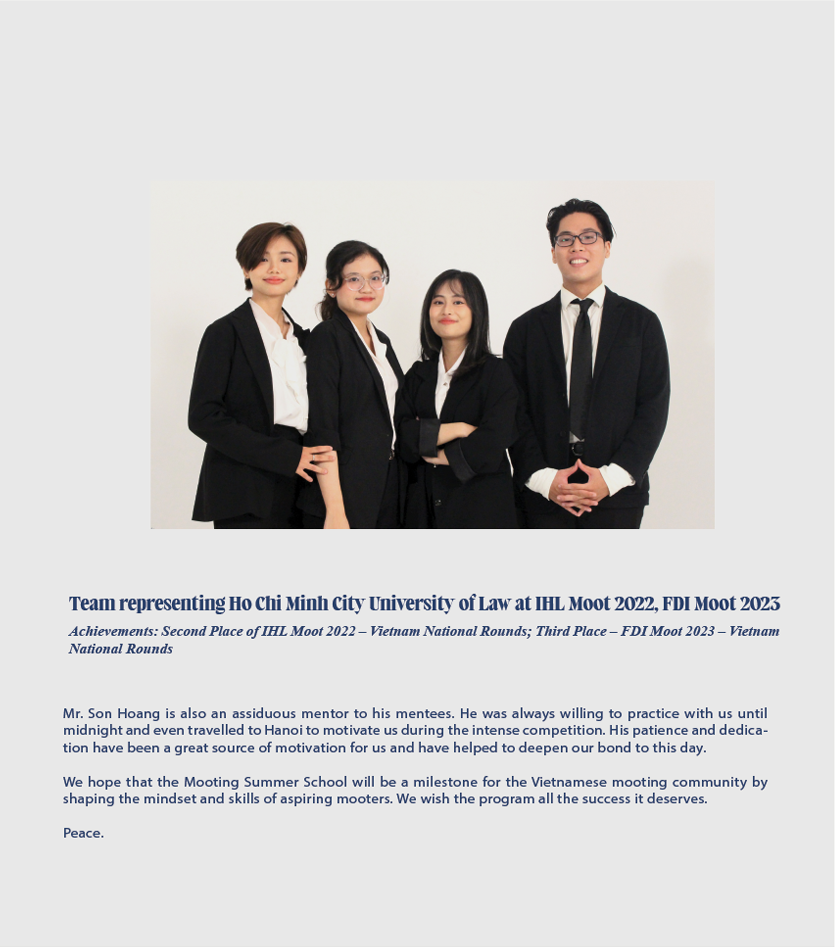 Team representing Ho Chi Minh City University of Law at IHL Moot 2022, FDI Moot 2023
Achievements: Second Place of IHL Moot 2022 – Vietnam National Rounds; Third Place – FDI Moot 2023 – Vietnam
National Rounds
Mr. Son Hoang is also an assiduous mentor to his mentees. He was always willing to practice with us until
midnight and even travelled to Hanoi to motivate us during the intense competition. His patience and dedica-
tion have been a great source of motivation for us and have helped to deepen our bond to this day.
We hope that the Mooting Summer School will be a milestone for the Vietnamese mooting community by
shaping the mindset and skills of aspiring mooters. We wish the program all the success it deserves.
Peace.